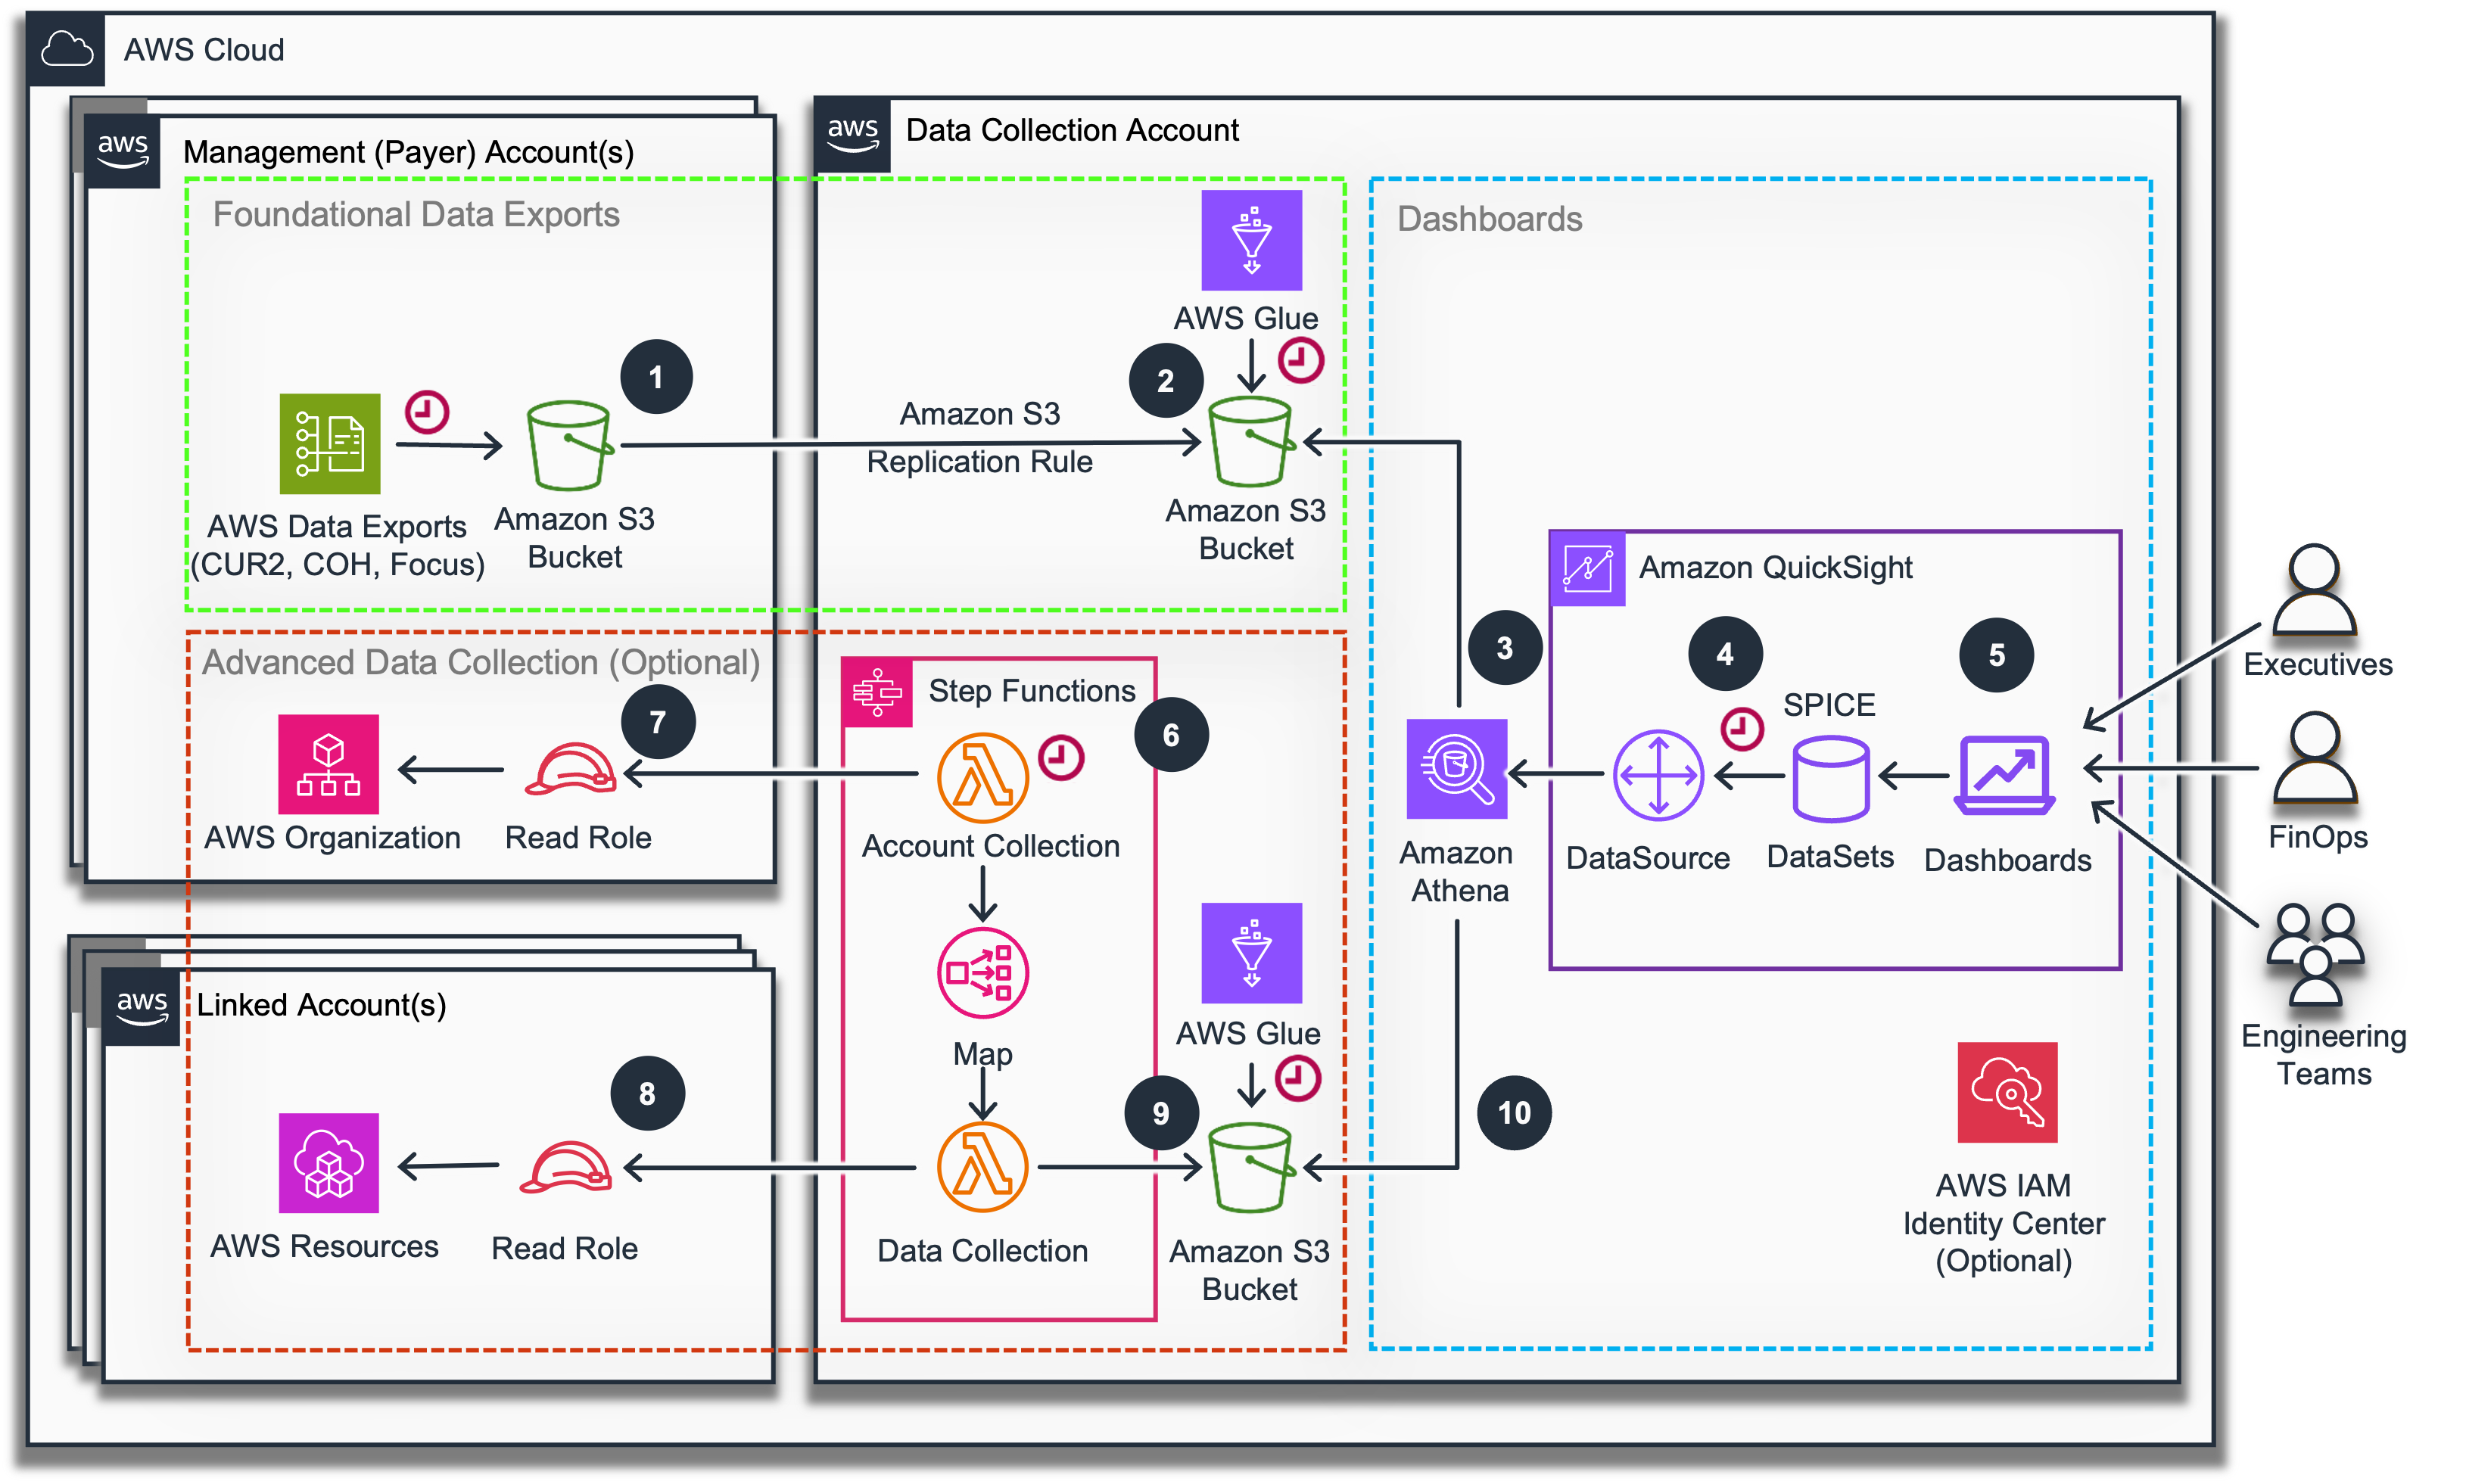 AWS Cloud
aws
Management (Payer) Account(s)
Foundational Data Exports
1
AWS Data Exports
(CUR2, COH, Focus)
Amazon S3
Bucket
aws
Data Collection Account
AWS Glue
2
Amazon S3
Replication Rule
Amazon S3
Bucket
Dashboards
Amazon QuickSight
3
4
5
SPICE
Amazon
Athena
DataSource
DataSets
Dashboards
Executives
FinOps
Engineering
Teams
Advanced Data Collection (Optional)
7
AWS Organization
Read Role
Step Functions
6
Account Collection
Map
Data Collection
AWS Glue
9
Amazon S3
Bucket
10
AWS IAM
Identity Center
(Optional)
aws
Linked Account(s)
8
AWS Resources
Read Role